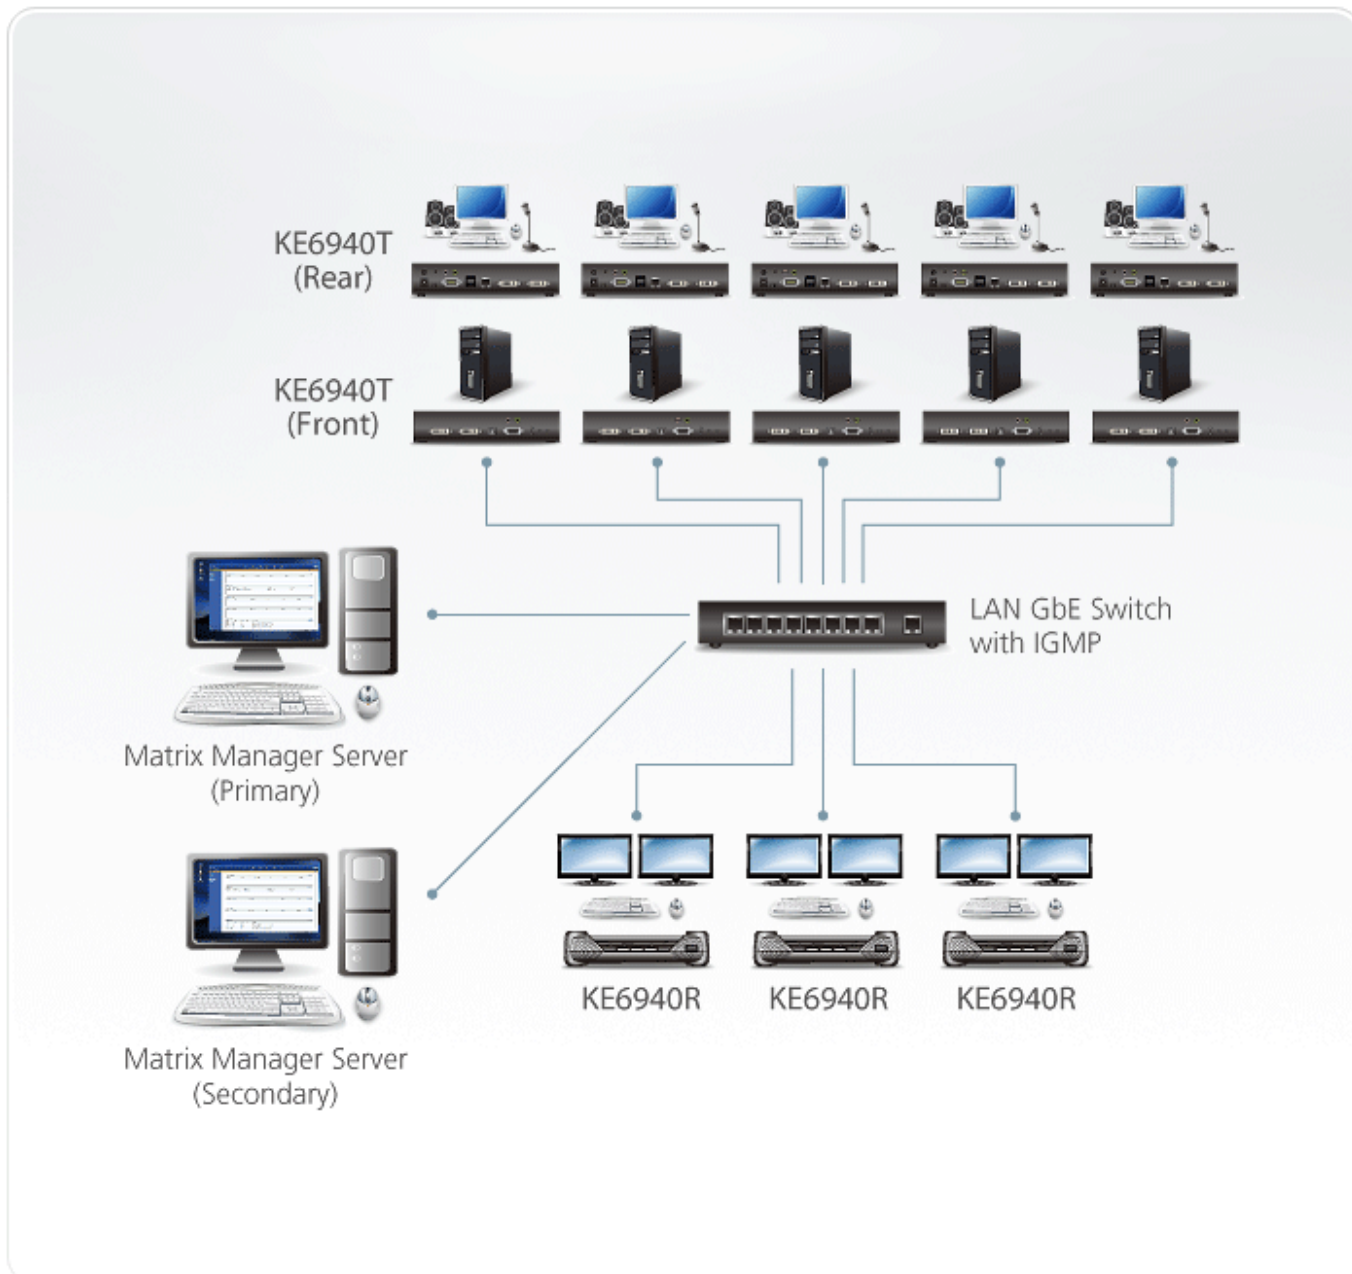 KE6940T
(Rear)
KE6940T
(Front)
LAN GbE Switch
with IGMP
Matrix Manager Server
(Primary)
KE6940R
KE6940R
KE6940R
Matrix Manager Server
(Secondary)